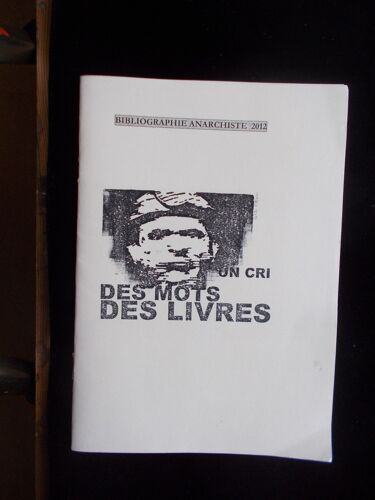 BIBLIOGRAPHIE ANARCHISTE 2012
UN CRI
DES MOTS
DES LIVRES